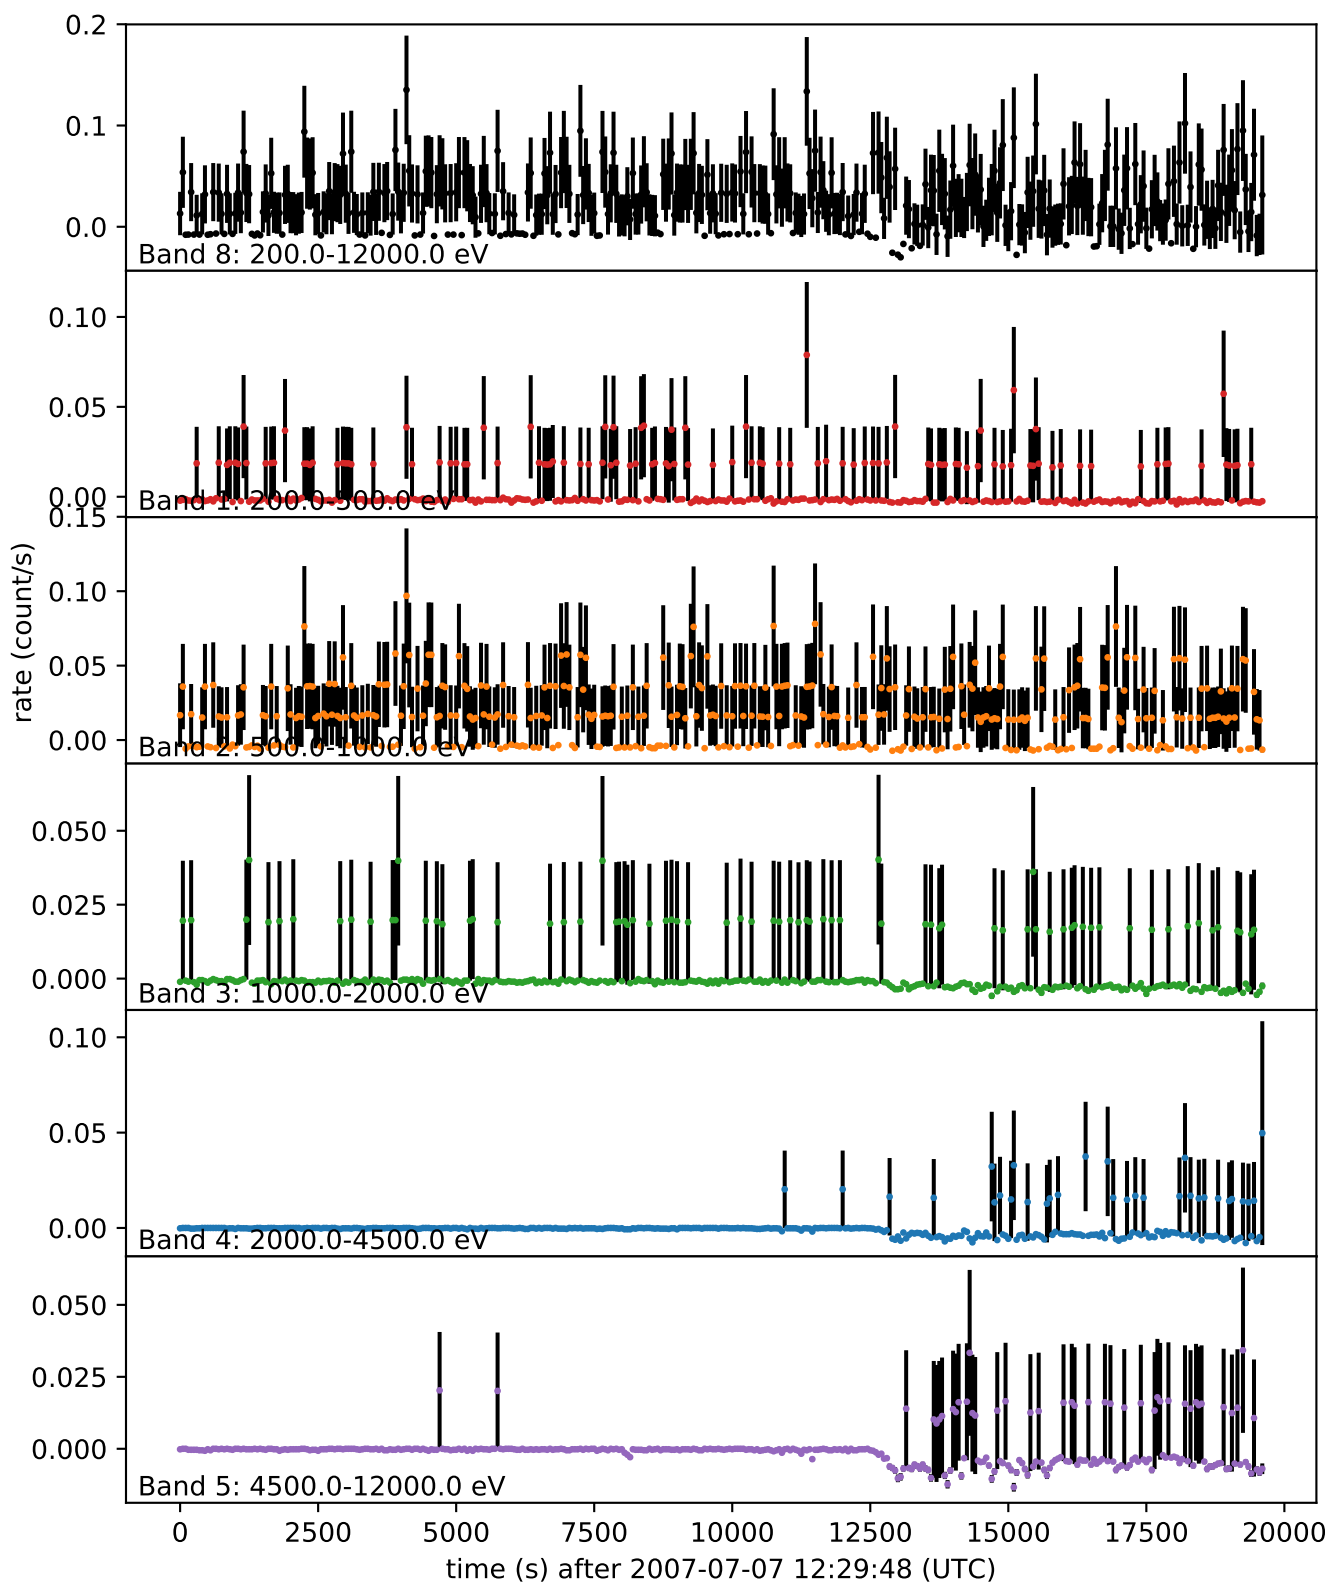 0.2
0.1
0.0
Band 8: 200.0-12000.0 eV
0.10
0.05
0.00
Band 1: 200.0-500.0 eV
0.15
0.10
0.05
0.00
Band 2: 500.0-1000.0 eV
rate (count/s)
0.050
0.025
0.000
Band 3: 1000.0-2000.0 eV
0.10
0.05
0.00
Band 4: 2000.0-4500.0 eV
0.050
0.025
0.000
Band 5: 4500.0-12000.0 eV
0 2500 5000 7500 10000 12500 15000 17500 20000
time (s) after 2007-07-07 12:29:48 (UTC)